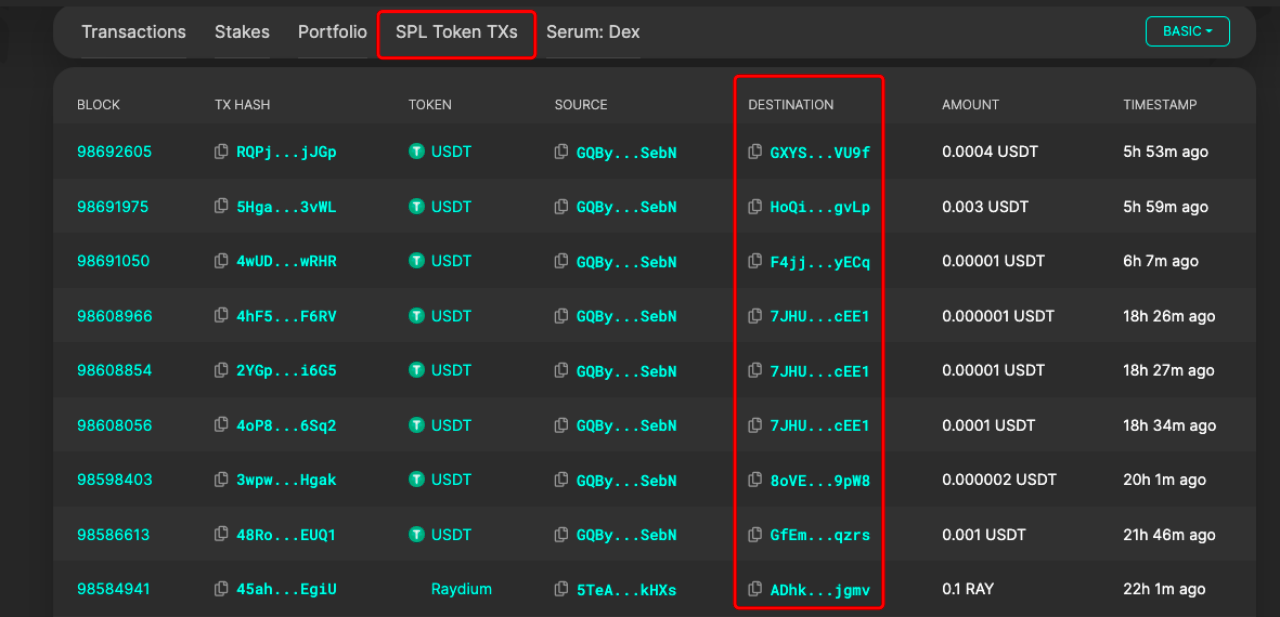 Transactions Stakes Portfolio SPL Token TXs Serum: Dex BASIC
BLOCK TX HASH TOKEN SOURCE DESTINATION AMOUNT TIMESTAMP
98692605 RQPj...jJGp USDT GQBy...SebN GXYS...VU9f 0.0004 USDT 5h 53m ago
98691975 5Hga...3vWL USDT GQBy...SebN HoQi...gvLp 0.003 USDT 5h 59m ago
98691050 4wUD...wRHR USDT GQBy...SebN F4jj...yECq 0.00001 USDT 6h 7m ago
98608966 4hF5...F6RV USDT GQBy...SebN 7JHU...cEE1 0.000001 USDT 18h 26m ago
98608854 2YGp...i6G5 USDT GQBy...SebN 7JHU...cEE1 0.00001 USDT 18h 27m ago
98608056 4oP8...6Sq2 USDT GQBy...SebN 7JHU...cEE1 0.0001 USDT 18h 34m ago
98598403 3wpw...Hgak USDT GQBy...SebN 8oVE...9pW8 0.000002 USDT 20h 1m ago
98586613 48Ro...EUQ1 USDT GQBy...SebN GfEm...qzrs 0.001 USDT 21h 46m ago
98584941 45ah...EgiU Raydium 5TeA...kHXs ADhk...jgmv 0.1 RAY 22h 1m ago